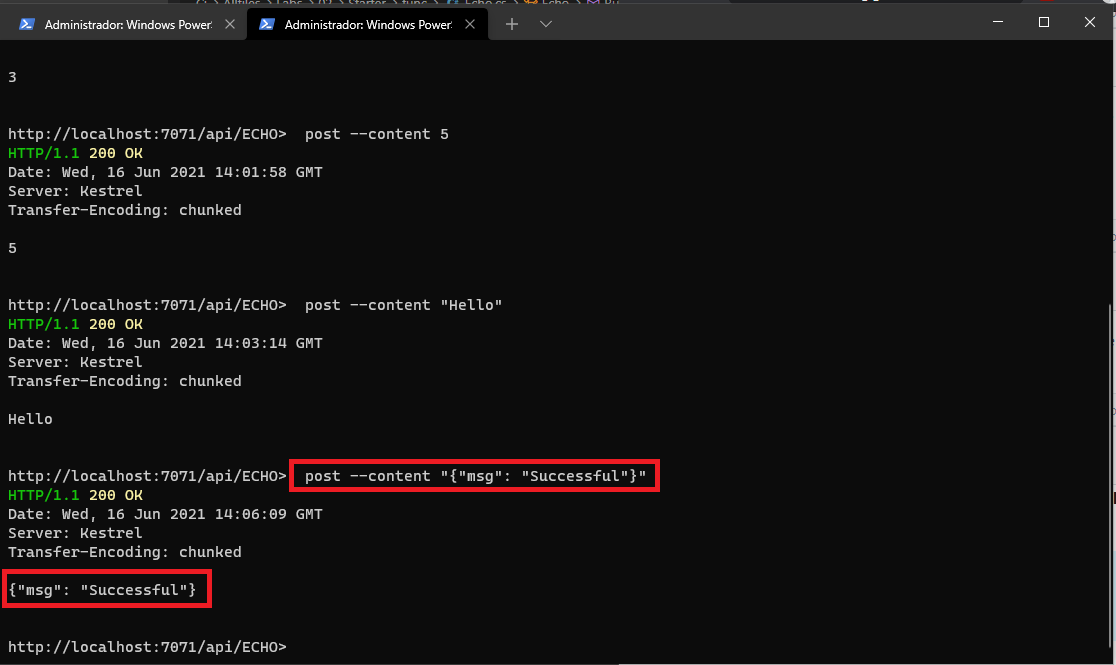 Administrador: Windows Power
Administrador: Windows Power
3
http://localhost:7071/api/ECHO>  post --content 5
HTTP/1.1 200 OK
Date: Wed, 16 Jun 2021 14:01:58 GMT
Server: Kestrel
Transfer-Encoding: chunked
5
http://localhost:7071/api/ECHO>  post --content "Hello"
HTTP/1.1 200 OK
Date: Wed, 16 Jun 2021 14:03:14 GMT
Server: Kestrel
Transfer-Encoding: chunked
Hello
http://localhost:7071/api/ECHO>  post --content "{"msg": "Successful"}"
HTTP/1.1 200 OK
Date: Wed, 16 Jun 2021 14:06:09 GMT
Server: Kestrel
Transfer-Encoding: chunked
{"msg": "Successful"}
http://localhost:7071/api/ECHO>